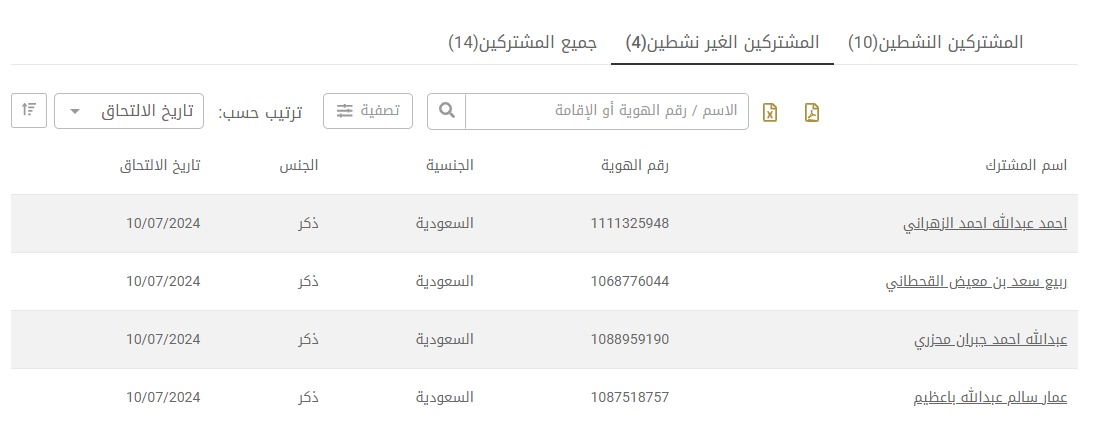 المشتركين النشطين(10) المشتركين الغير نشطين(4) جميع المشتركين(14)
الاسم / رقم الهوية أو الإقامة تصفية ترتيب حسب: تاريخ الالتحاق
اسم المشترك رقم الهوية الجنسية الجنس تاريخ الالتحاق
احمد عبدالله احمد الزهراني 1111325948 السعودية ذكر 10/07/2024
ربيع سعد بن معيض القحطاني 1068776044 السعودية ذكر 10/07/2024
عبدالله احمد جبران محزري 1088959190 السعودية ذكر 10/07/2024
عمار سالم عبدالله باعظيم 1087518757 السعودية ذكر 10/07/2024